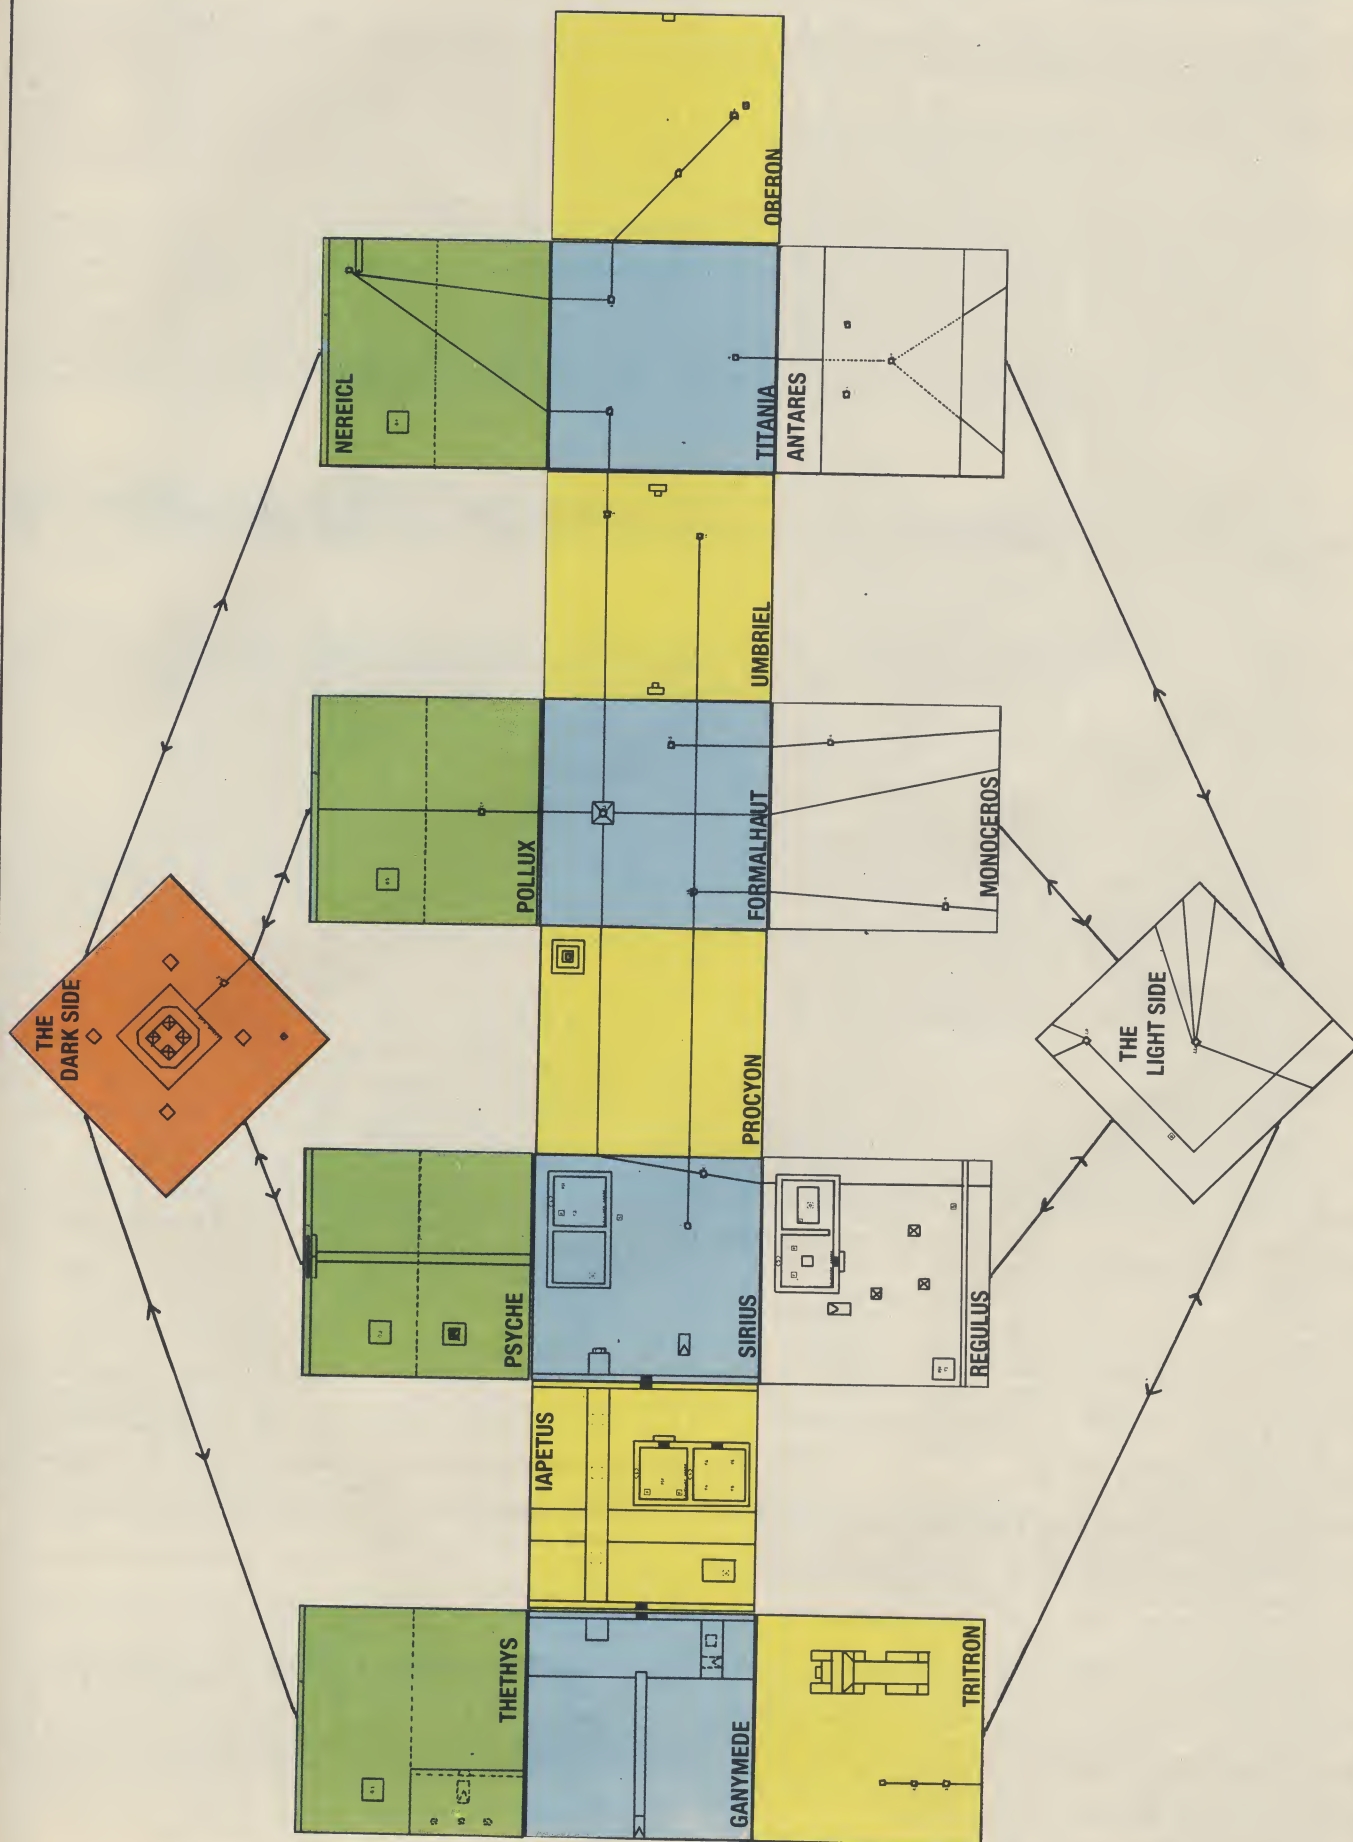 THE
DARK SIDE
NEREICL
POLLUX
PSYCHE
THETHYS
OBERON
TITANIA
UMBRIEL
FORMALHAUT
PROCYON
SIRIUS
IAPETUS
GANYMEDE
ANTARES
MONOCEROS
REGULUS
TRITRON
THE
LIGHT SIDE